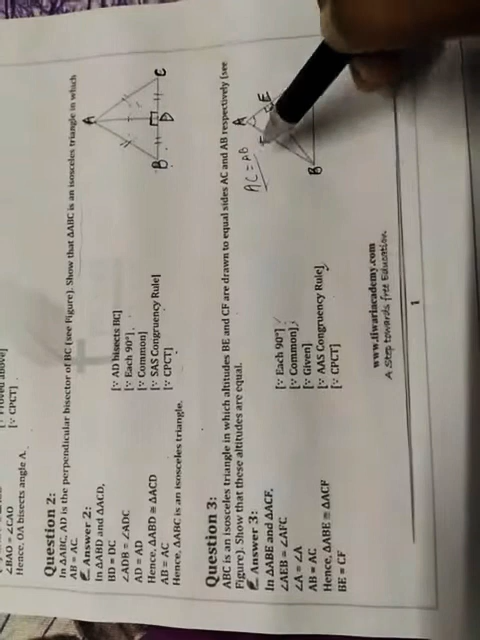 [∵ CPCT]
∠BAO = ∠CAO
Hence, OA bisects angle A.
Question 2:
In ΔABC, AD is the perpendicular bisector of BC (see Figure). Show that ΔABC is an isosceles triangle in which
AB = AC.
Answer 2:
In ΔABD and ΔACD,
BD = DC [∵ AD bisects BC]
∠ADB = ∠ADC [∵ Each 90°]
AD = AD [∵ Common]
Hence, ΔABD ≅ ΔACD [∵ SAS Congruency Rule]
AB = AC [∵ CPCT]
Hence, ΔABC is an isosceles triangle.
A
B
D
C
Question 3:
ABC is an isosceles triangle in which altitudes BE and CF are drawn to equal sides AC and AB respectively (see
Figure). Show that these altitudes are equal.
Answer 3:
In ΔABE and ΔACF,
∠AEB = ∠AFC [∵ Each 90°]
∠A = ∠A [∵ Common]
AB = AC [∵ Given]
Hence, ΔABE ≅ ΔACF [∵ AAS Congruency Rule]
BE = CF [∵ CPCT]
AC = AB
A
E
F
B
www.tiwariacademy.com
A Step towards free Education
1